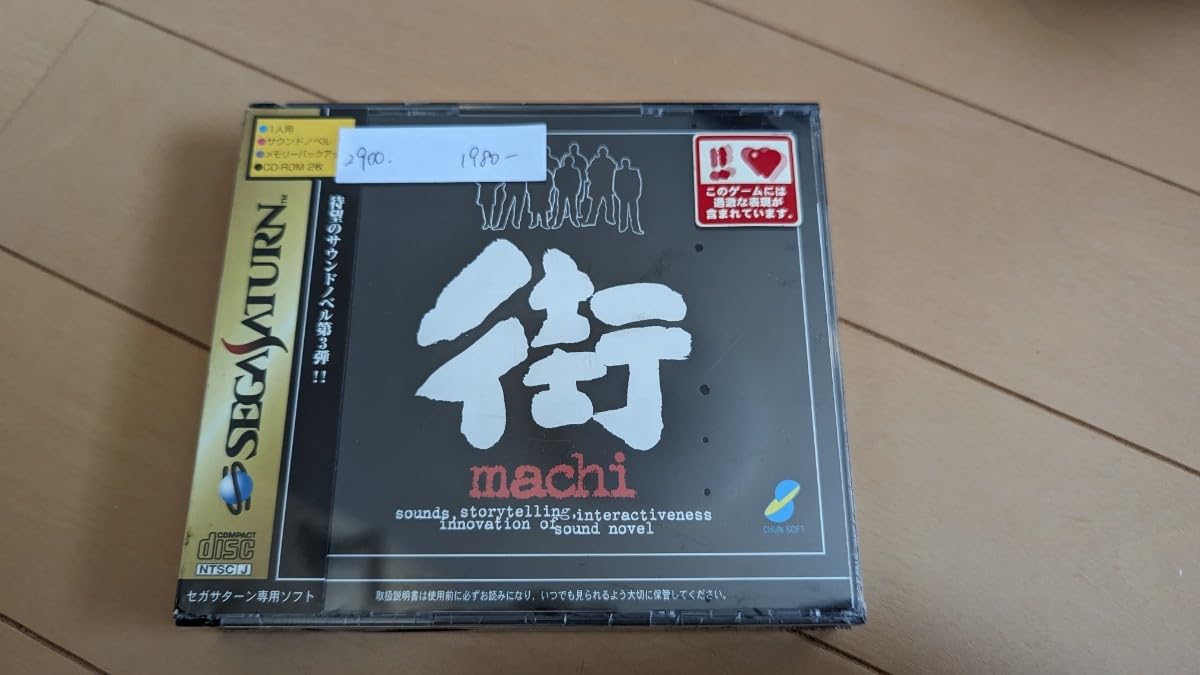 1人用
サウンドノベル
メモリーバックアッ
CD-ROM 2枚
2900. 1980-
!! 
このゲームには
過激な表現が
含まれています。
待望のサウンドノベル第3弾!!
SEGA SATURN™
街
machi
sounds, storytelling, interactiveness
innovation of sound novel
CHUN SOFT
COMPACT
disc
NTSC J
セガサターン専用ソフト
取扱説明書は使用前に必ずお読みになり、いつでも見られるよう大切に保管してください。